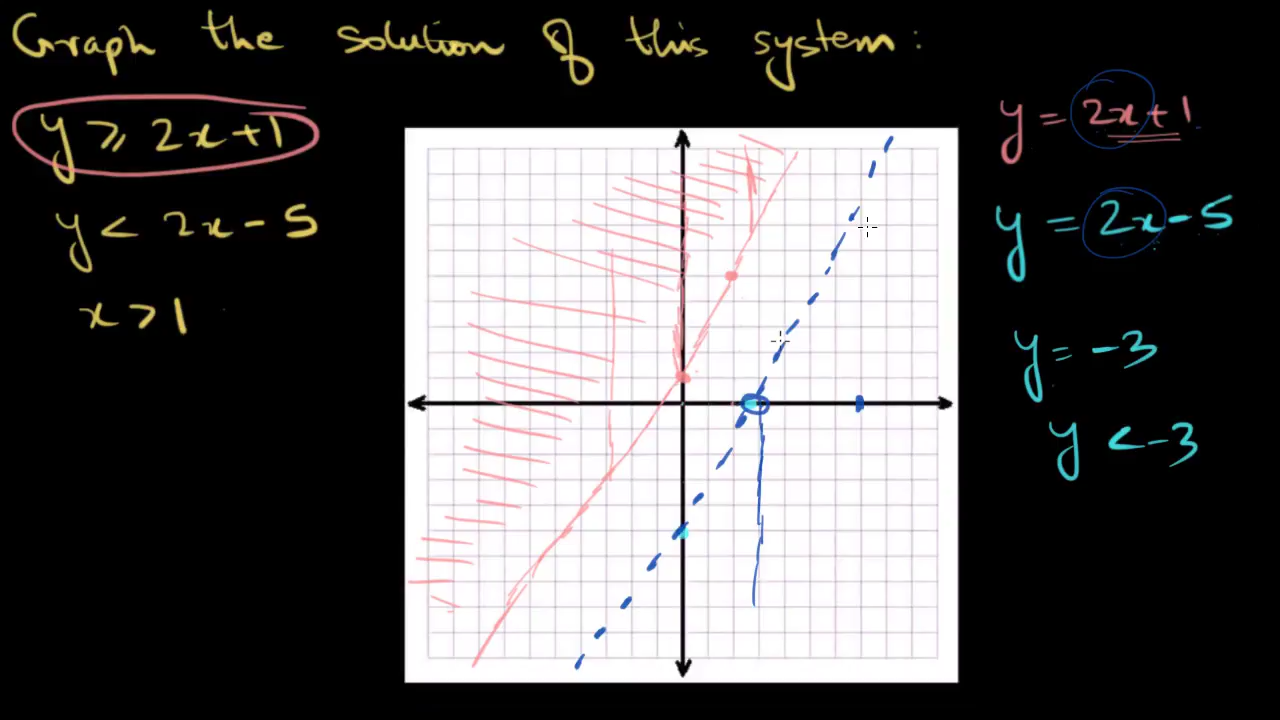 Graph the solution of this system:
y ≥ 2x+1
y < 2x - 5
x > 1
y = 2x+1
y = 2x - 5
y = -3
y < -3